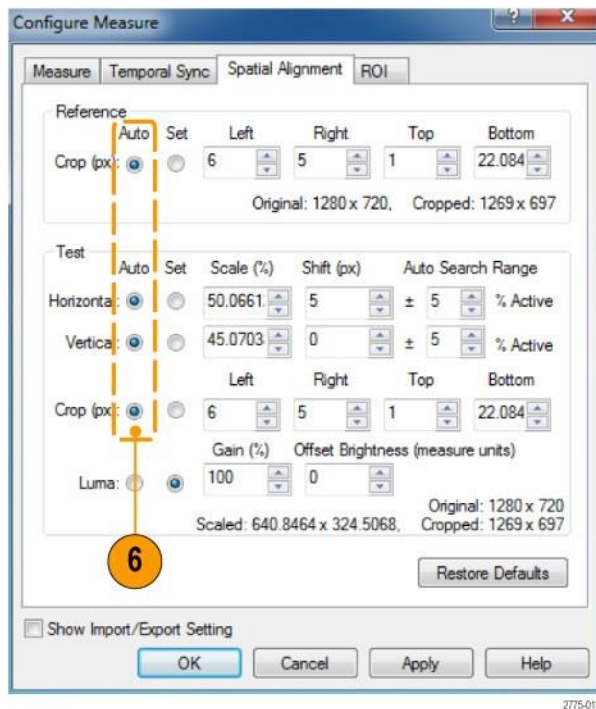 Configure Measure ? x
Measure Temporal Sync Spatial Alignment ROI
Reference
Auto Set Left Right Top Bottom
Crop (px): 6 5 1 22.084
Original: 1280 x 720, Cropped: 1269 x 697
Test
Auto Set Scale (%) Shift (px) Auto Search Range
Horizontal: 50.0661 5 ± 5 % Active
Vertical: 45.0703 0 ± 5 % Active
Left Right Top Bottom
Crop (px): 6 5 1 22.084
Gain (%) Offset Brightness (measure units)
Luma: 100 0
Original: 1280 x 720
Scaled: 640.8464 x 324.5068, Cropped: 1269 x 697
6
Restore Defaults
Show Import/Export Setting
OK Cancel Apply Help